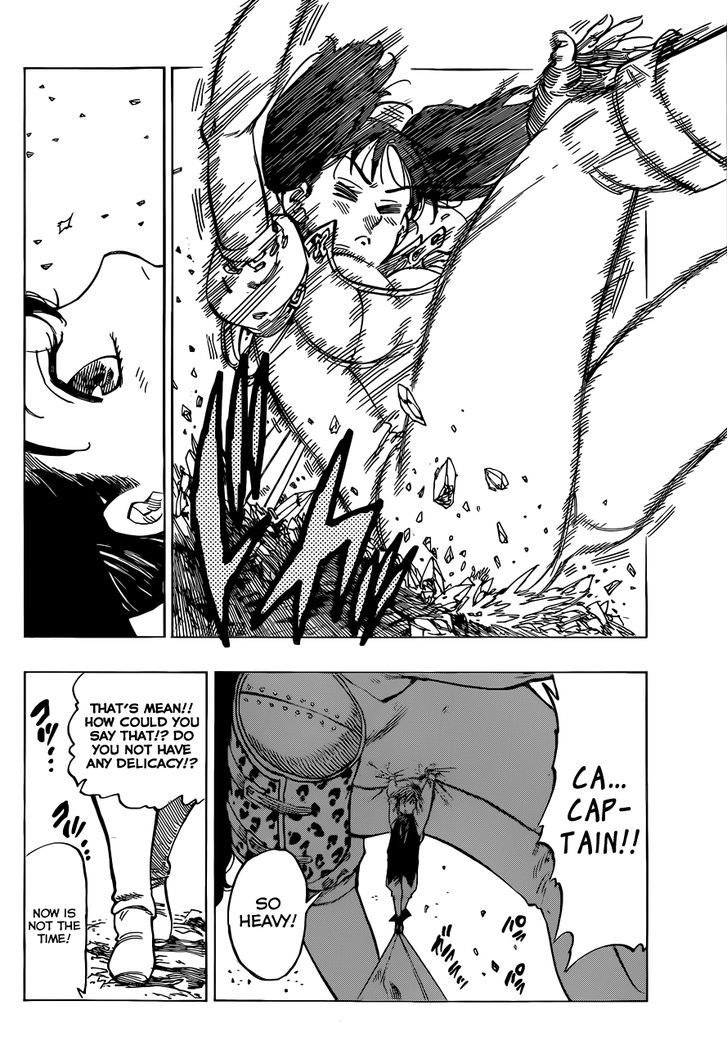 CA...
CAP-
TAIN!!
SO
HEAVY!
THAT'S MEAN!!
HOW COULD YOU
SAY THAT!? DO
YOU NOT HAVE
ANY DELICACY!?
NOW IS
NOT THE
TIME!